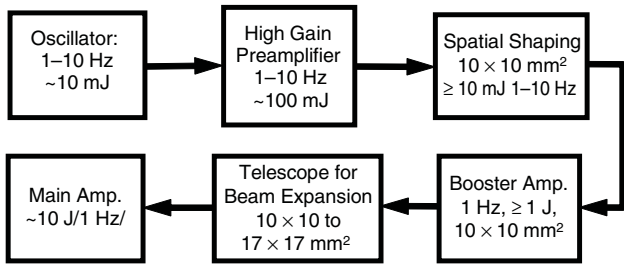 Oscillator:
1–10 Hz
~10 mJ
High Gain
Preamplifier
1–10 Hz
~100 mJ
Spatial Shaping
10 × 10 mm²
≥ 10 mJ 1–10 Hz
Main Amp.
~10 J/1 Hz/
Telescope for
Beam Expansion
10 × 10 to
17 × 17 mm²
Booster Amp.
1 Hz, ≥ 1 J,
10 × 10 mm²